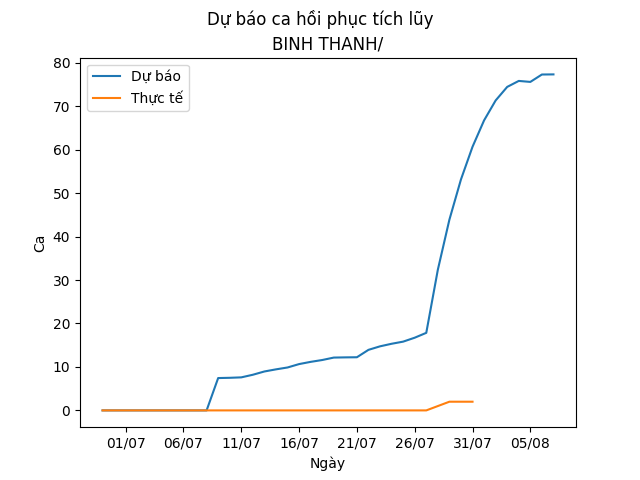 Dự báo ca hồi phục tích lũy
BINH THANH/
Dự báo
Thực tế
80
70
60
50
40
30
20
10
0
Ca
01/07 06/07 11/07 16/07 21/07 26/07 31/07 05/08
Ngày